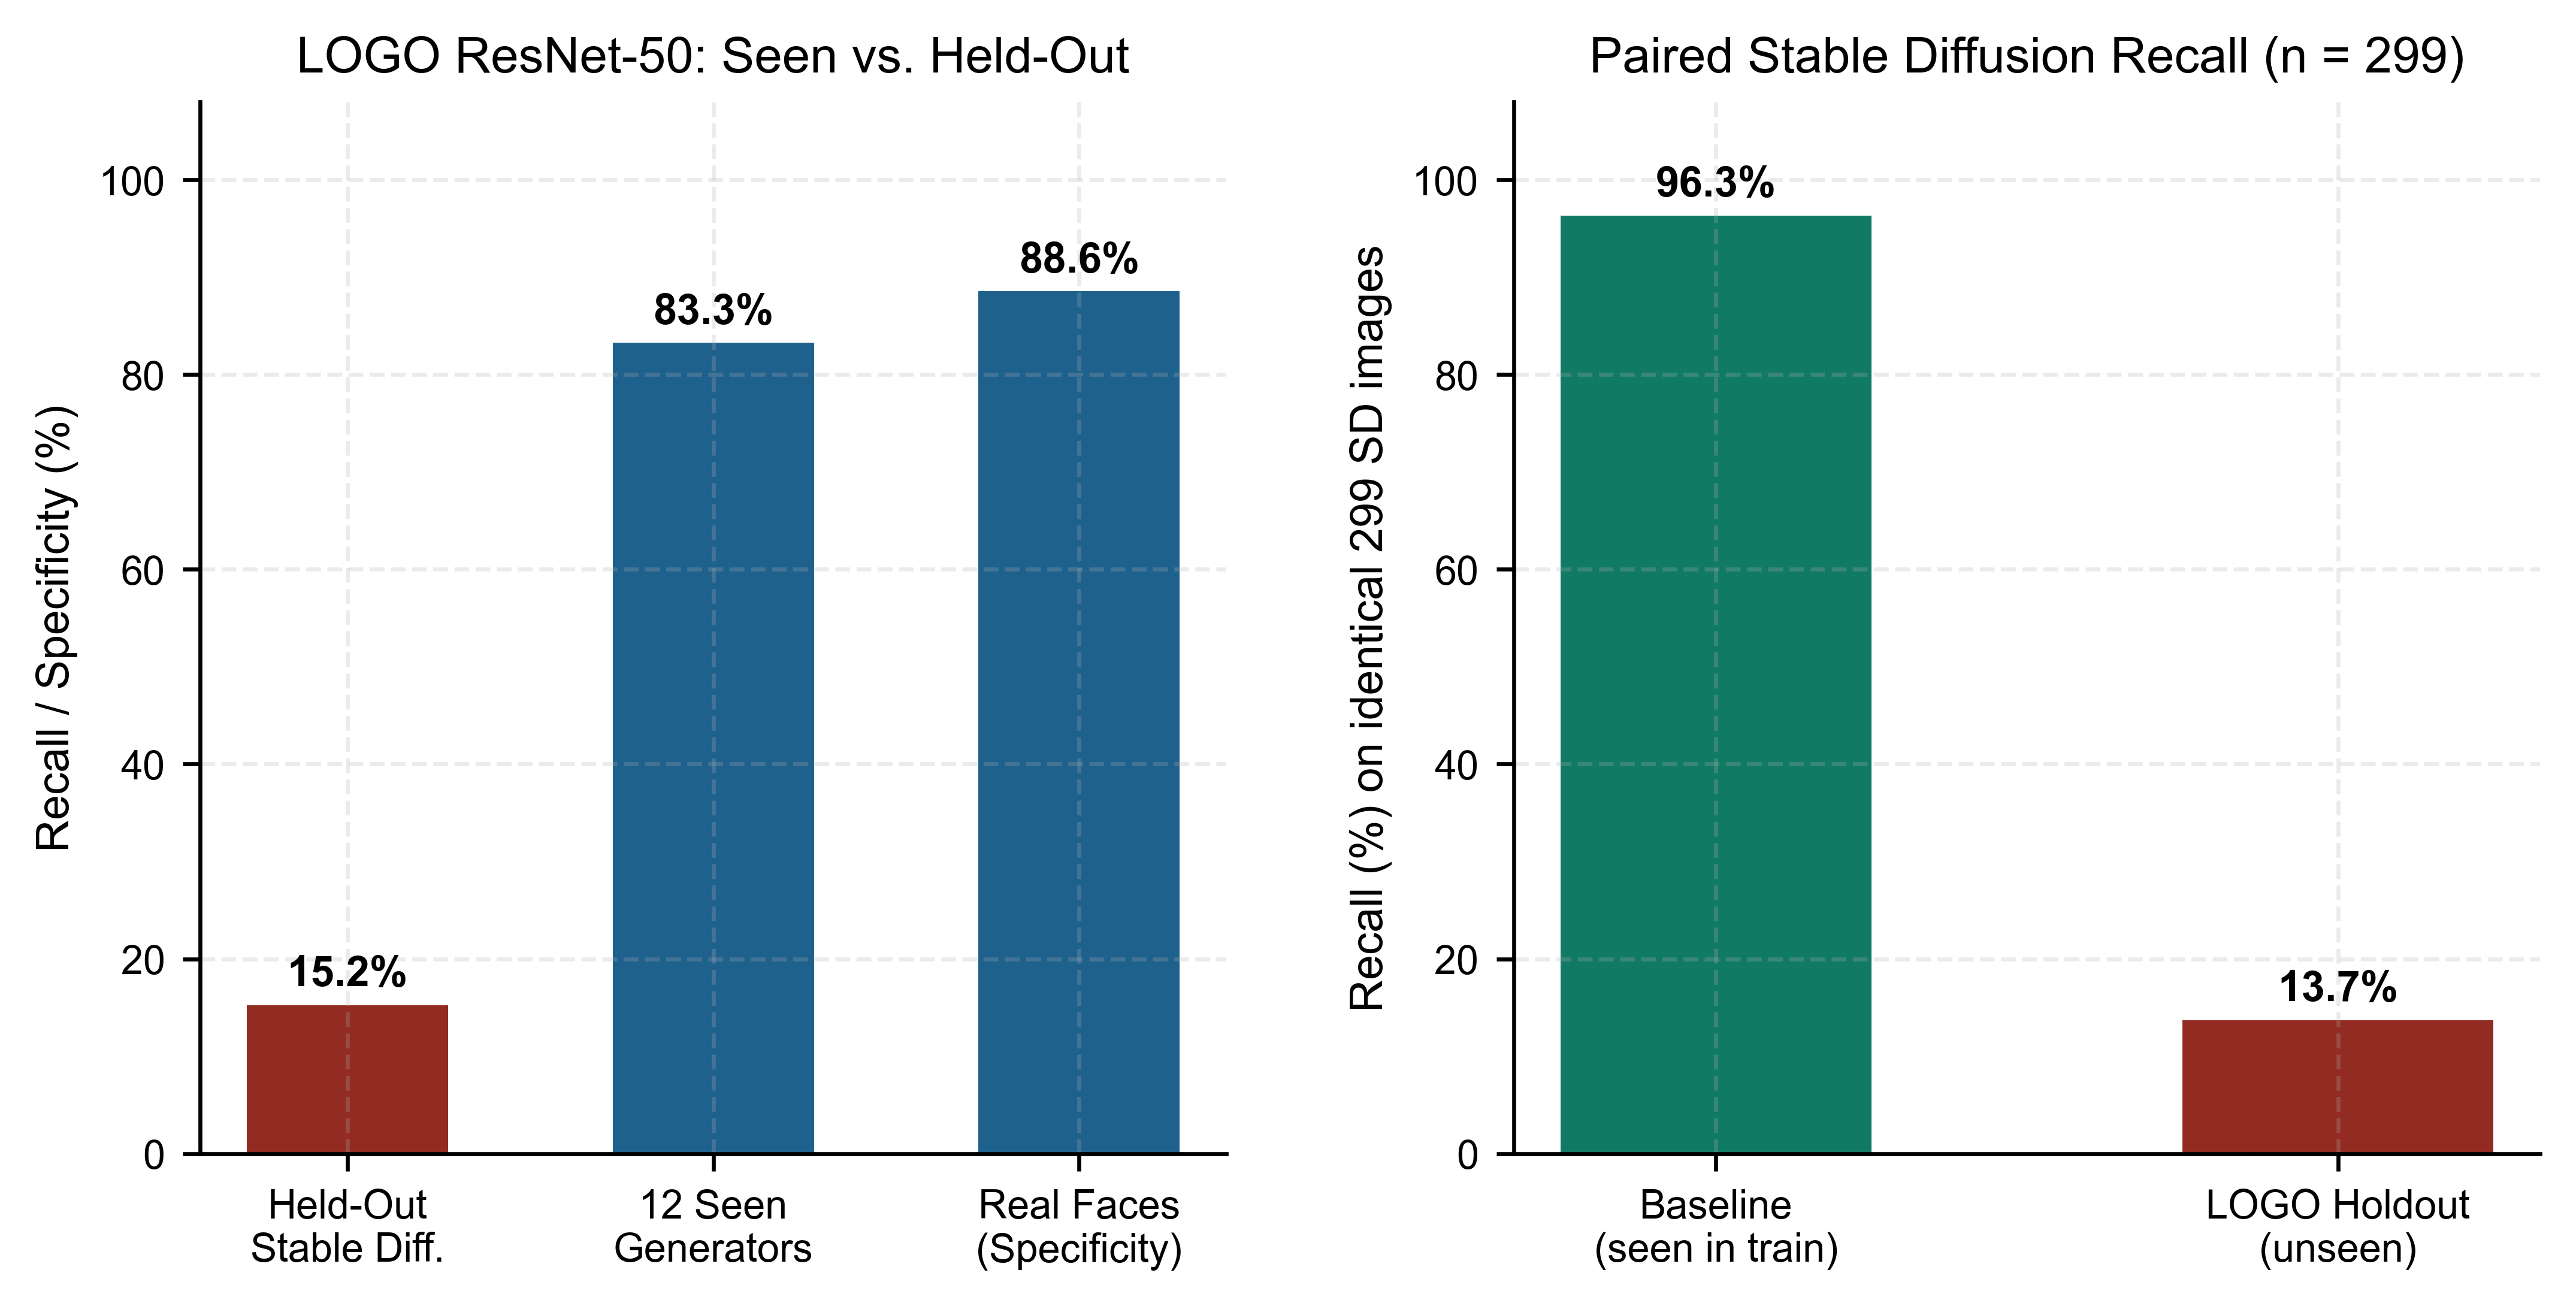 LOGO ResNet-50: Seen vs. Held-Out
Recall / Specificity (%)
100
80
60
40
20
0
15.2%
83.3%
88.6%
Held-Out
Stable Diff.
12 Seen
Generators
Real Faces
(Specificity)
Paired Stable Diffusion Recall (n = 299)
Recall (%) on identical 299 SD images
100
80
60
40
20
0
96.3%
13.7%
Baseline
(seen in train)
LOGO Holdout
(unseen)